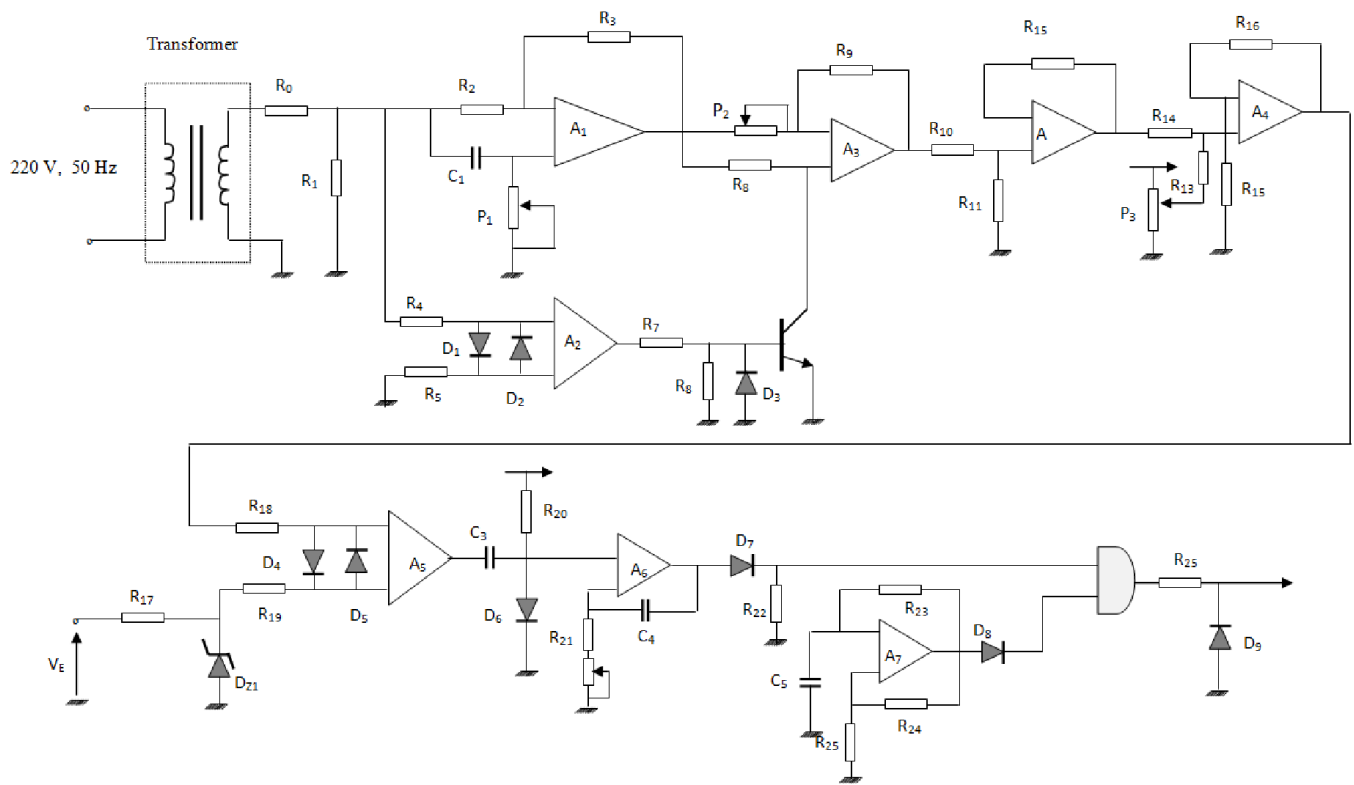 Transformer
220 V, 50 Hz
R0
R1
R2
R3
C1
P1
A1
P2
R8
R9
A3
R10
R11
R15
A
R14
R13
P3
R16
A4
R15
R4
R5
D1
D2
A2
R7
R8
D3
R18
R17
R19
VE
DZ1
D4
D5
A5
C3
R20
D6
A6
R21
C4
D7
R22
C5
R23
A7
R24
R25
D8
R25
D9